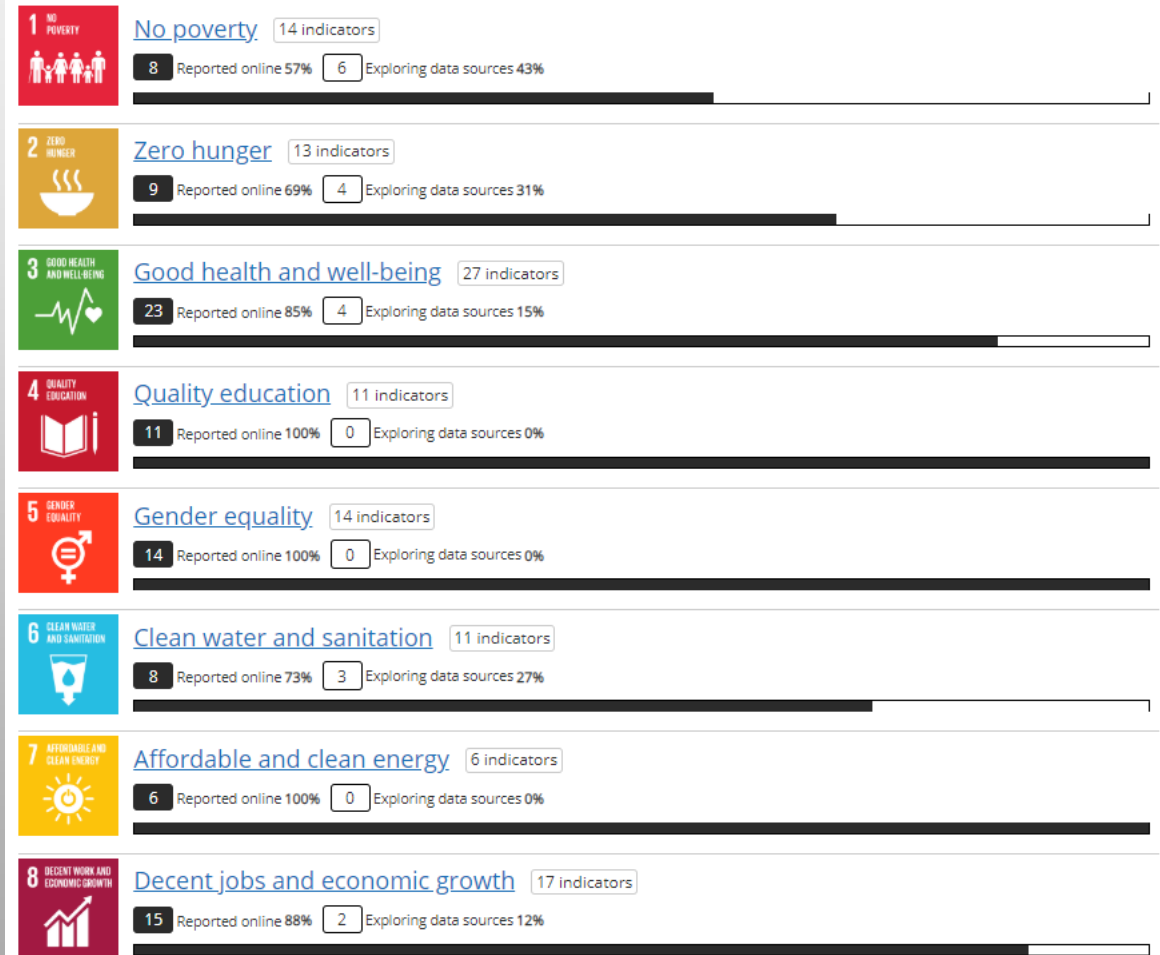 1 NO
POVERTY
No poverty 14 indicators
8 Reported online 57% 6 Exploring data sources 43%
2 ZERO
HUNGER
Zero hunger 13 indicators
9 Reported online 69% 4 Exploring data sources 31%
3 GOOD HEALTH
AND WELL-BEING
Good health and well-being 27 indicators
23 Reported online 85% 4 Exploring data sources 15%
4 QUALITY
EDUCATION
Quality education 11 indicators
11 Reported online 100% 0 Exploring data sources 0%
5 GENDER
EQUALITY
Gender equality 14 indicators
14 Reported online 100% 0 Exploring data sources 0%
6 CLEAN WATER
AND SANITATION
Clean water and sanitation 11 indicators
8 Reported online 73% 3 Exploring data sources 27%
7 AFFORDABLE AND
CLEAN ENERGY
Affordable and clean energy 6 indicators
6 Reported online 100% 0 Exploring data sources 0%
8 DECENT WORK AND
ECONOMIC GROWTH
Decent jobs and economic growth 17 indicators
15 Reported online 88% 2 Exploring data sources 12%